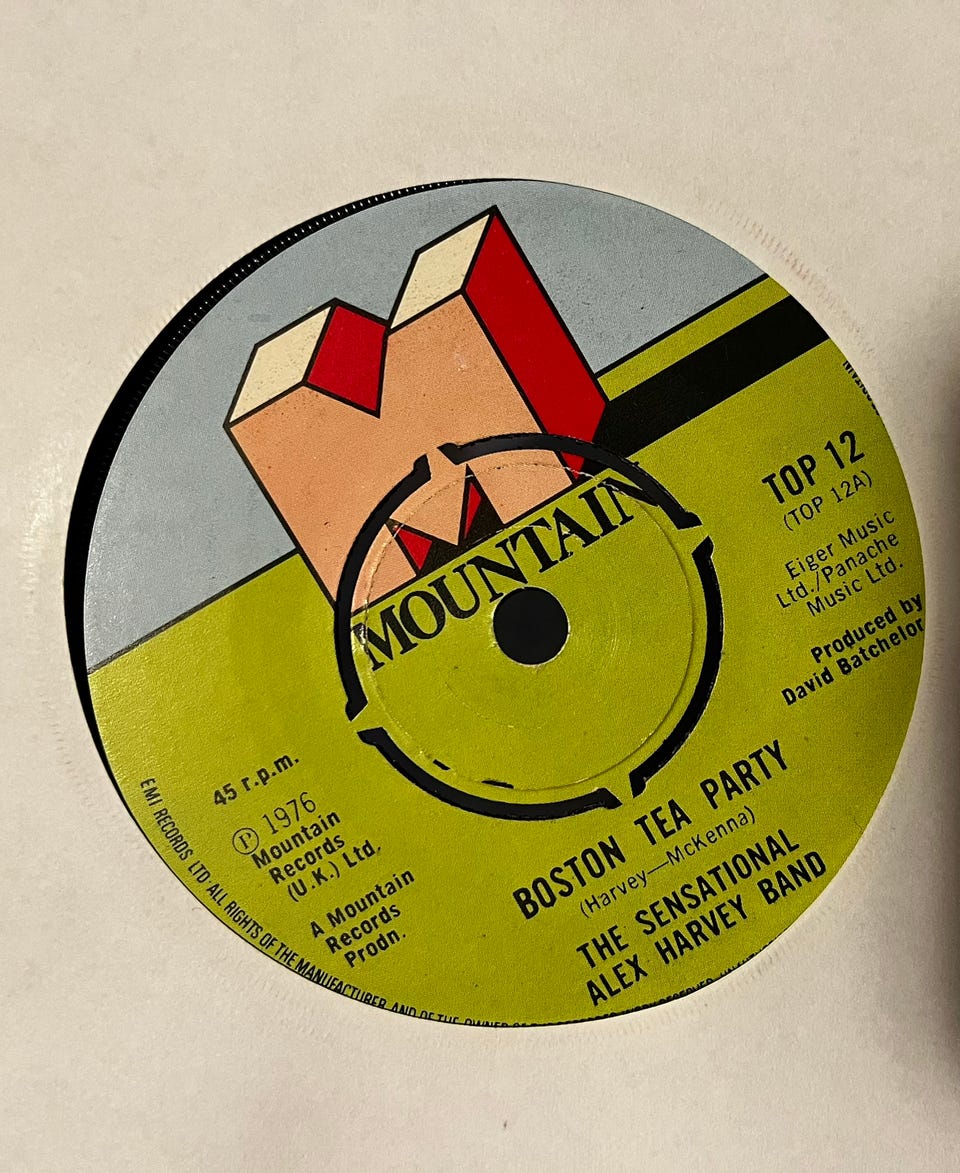 MOUNTAIN
TOP 12
(TOP 12A)
Eiger Music
Ltd./Panache
Music Ltd.
Produced by
David Batchelor
45 r.p.m.
Ⓟ 1976
Mountain
Records
(U.K.) Ltd.
A Mountain
Records
Prodn.
BOSTON TEA PARTY
(Harvey—McKenna)
THE SENSATIONAL
ALEX HARVEY BAND
EMI RECORDS LTD ALL RIGHTS OF THE MANUFACTURER AND OF THE OWNER OF